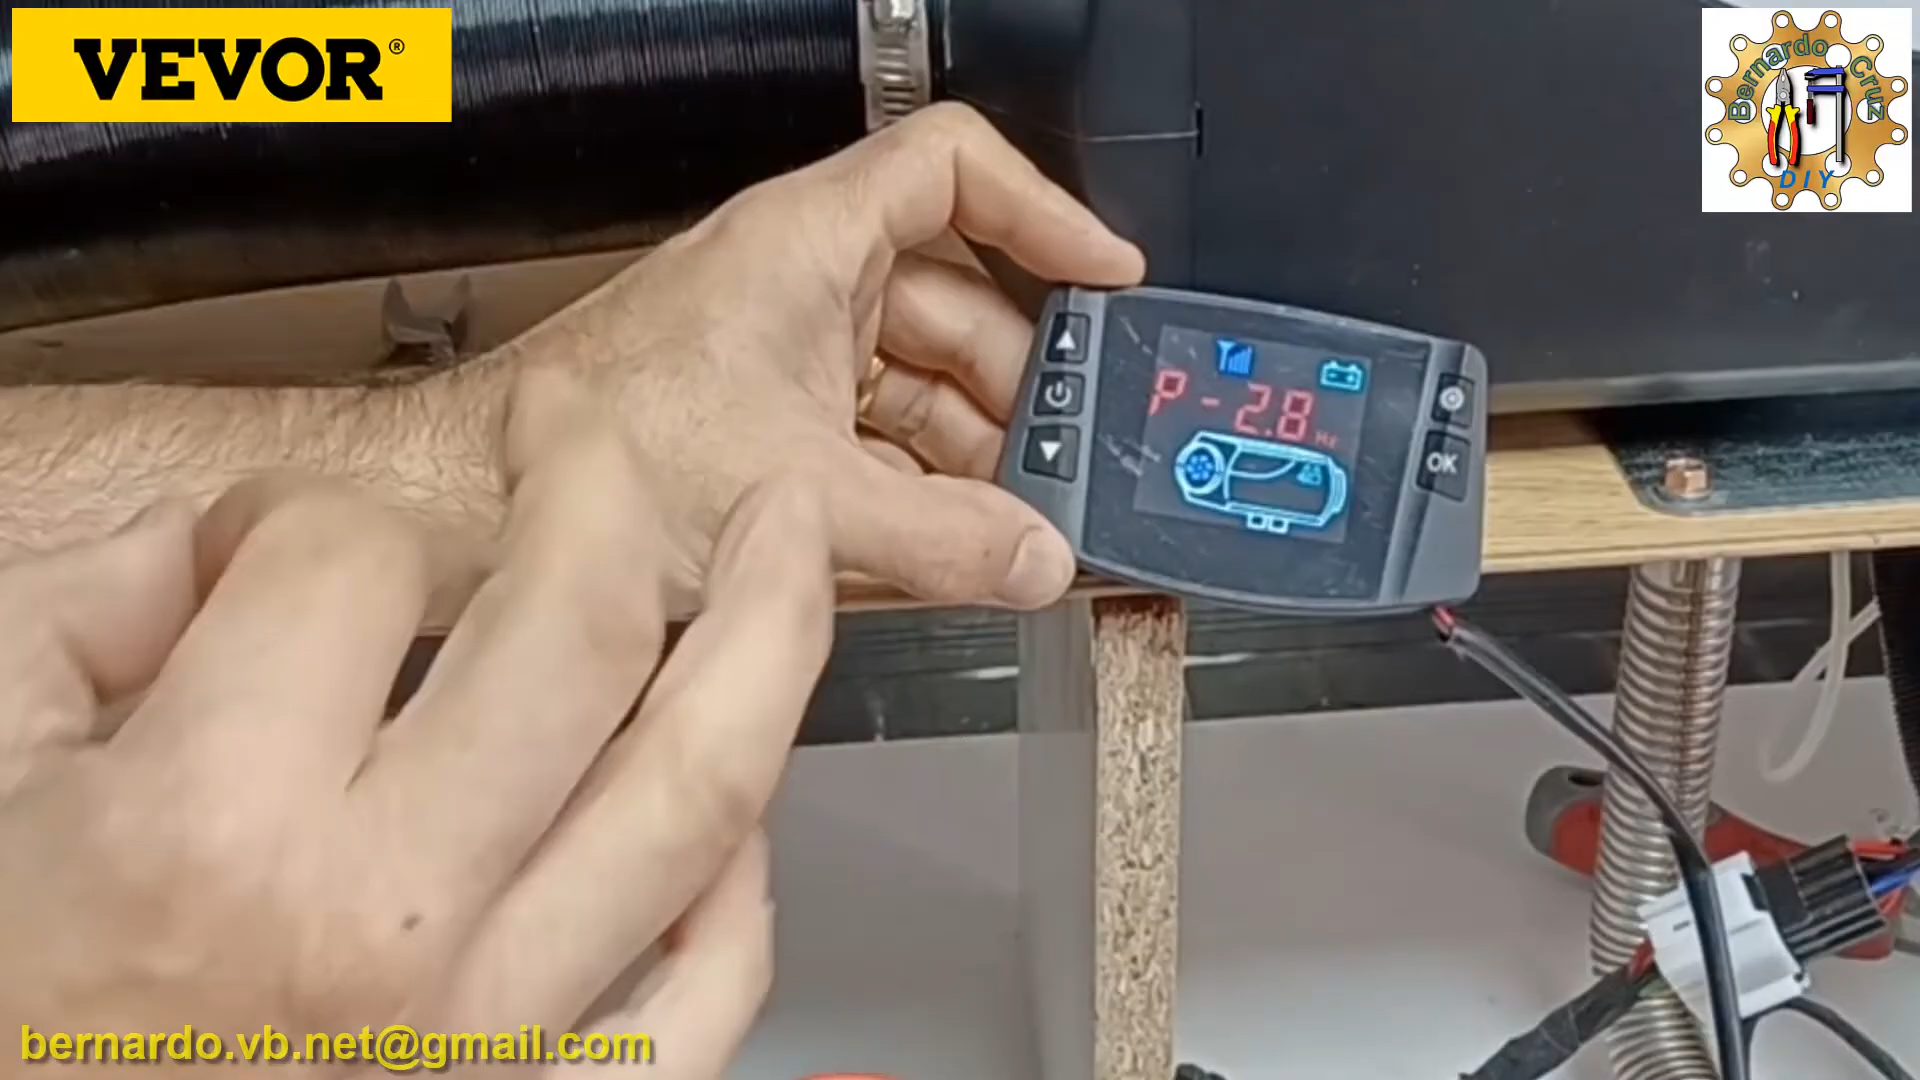 VEVOR®
Bernardo Cruz
DIY
P-2.8 Hz
OK
bernardo.vb.net@gmail.com